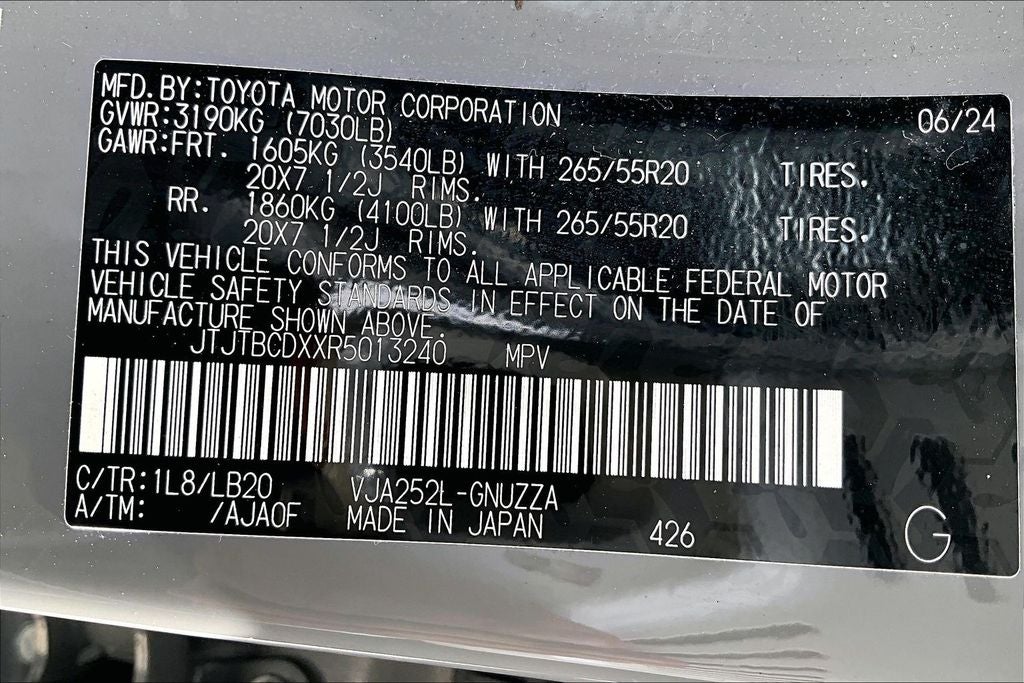 MFD.BY:TOYOTA MOTOR CORPORATION 06/24
GVWR:3190KG (7030LB)
GAWR:FRT. 1605KG (3540LB) WITH 265/55R20 TIRES.
20X7 1/2J RIMS.
RR. 1860KG (4100LB) WITH 265/55R20 TIRES.
20X7 1/2J RIMS.
THIS VEHICLE CONFORMS TO ALL APPLICABLE FEDERAL MOTOR
VEHICLE SAFETY STANDARDS IN EFFECT ON THE DATE OF
MANUFACTURE SHOWN ABOVE.
JTJTBCDXXR5013240 MPV
C/TR:1L8/LB20 VJA252L-GNUZZA
A/TM: /AJA0F MADE IN JAPAN 426 G